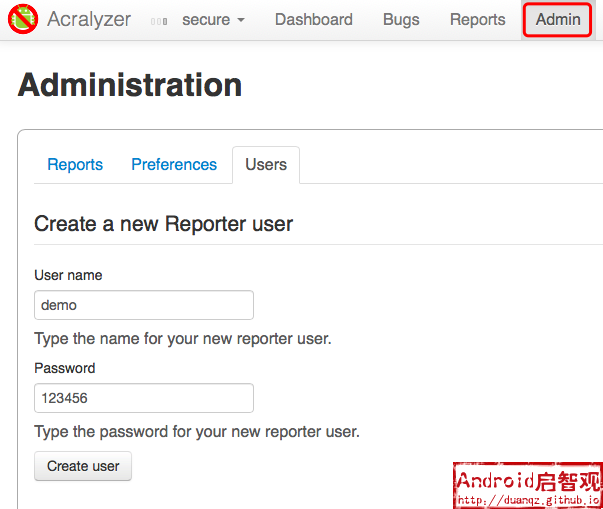 Acralyzer secure Dashboard Bugs Reports Admin
Administration
Reports Preferences Users
Create a new Reporter user
User name
demo
Type the name for your new reporter user.
Password
123456
Type the password for your new reporter user.
Create user
Android启智观
http://duanqz.github.io